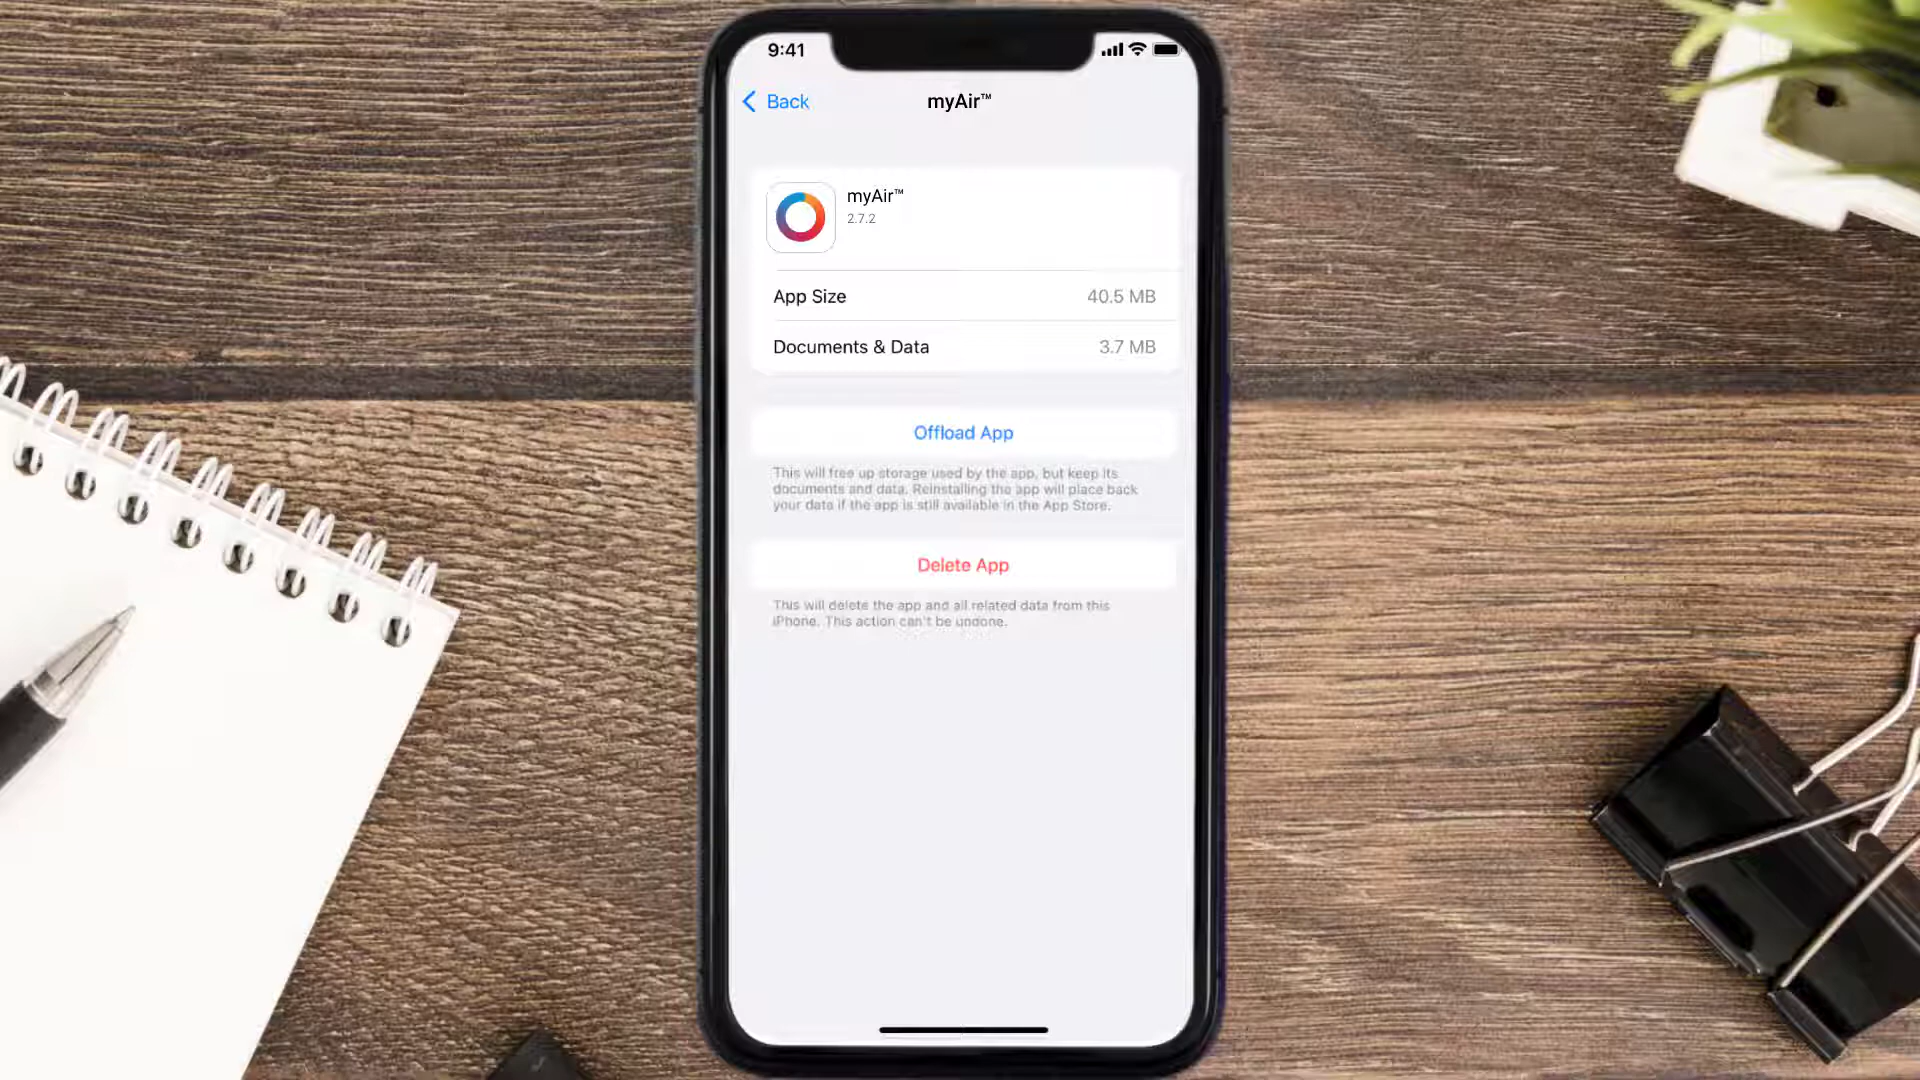 9:41
Back
myAir™
myAir™
2.7.2
App Size
40.5 MB
Documents & Data
3.7 MB
Offload App
This will free up storage used by the app, but keep its
documents and data. Reinstalling the app will place back
your data if the app is still available in the App Store.
Delete App
This will delete the app and all related data from this
iPhone. This action can't be undone.